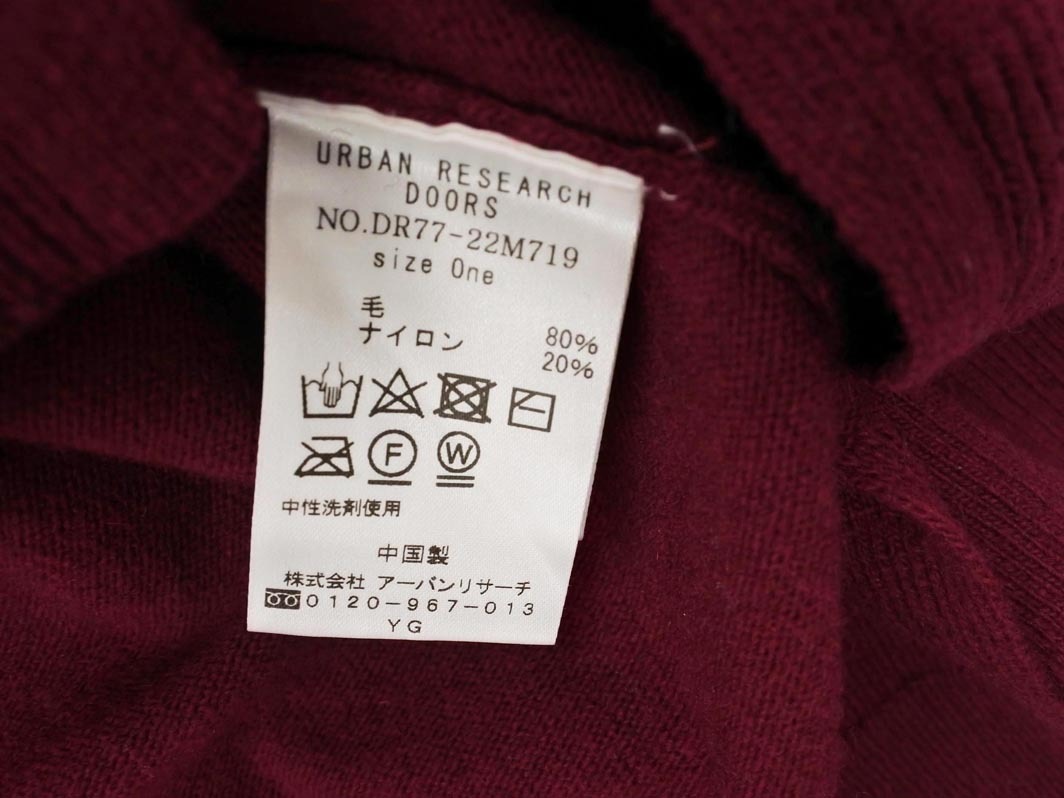 URBAN RESEARCH
DOORS
NO.DR77-22M719
size One
毛 80%
ナイロン 20%
F W
中性洗剤使用
中国製
株式会社 アーバンリサーチ
0120-967-013
YG